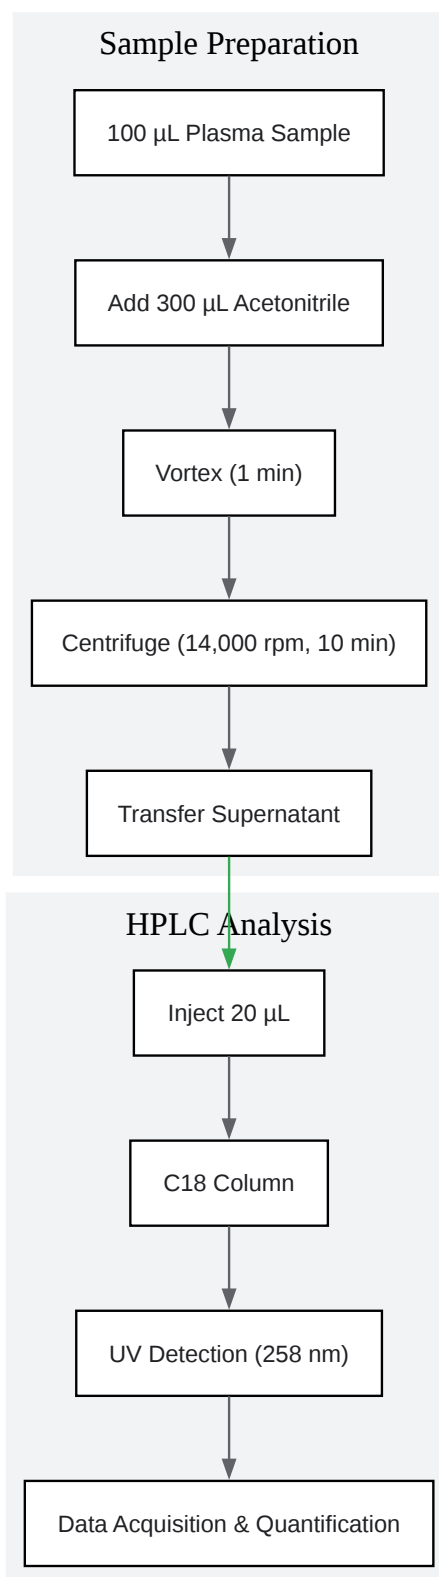 Sample Preparation
100 µL Plasma Sample
Add 300 µL Acetonitrile
Vortex (1 min)
Centrifuge (14,000 rpm, 10 min)
Transfer Supernatant
HPLC Analysis
Inject 20 µL
C18 Column
UV Detection (258 nm)
Data Acquisition & Quantification